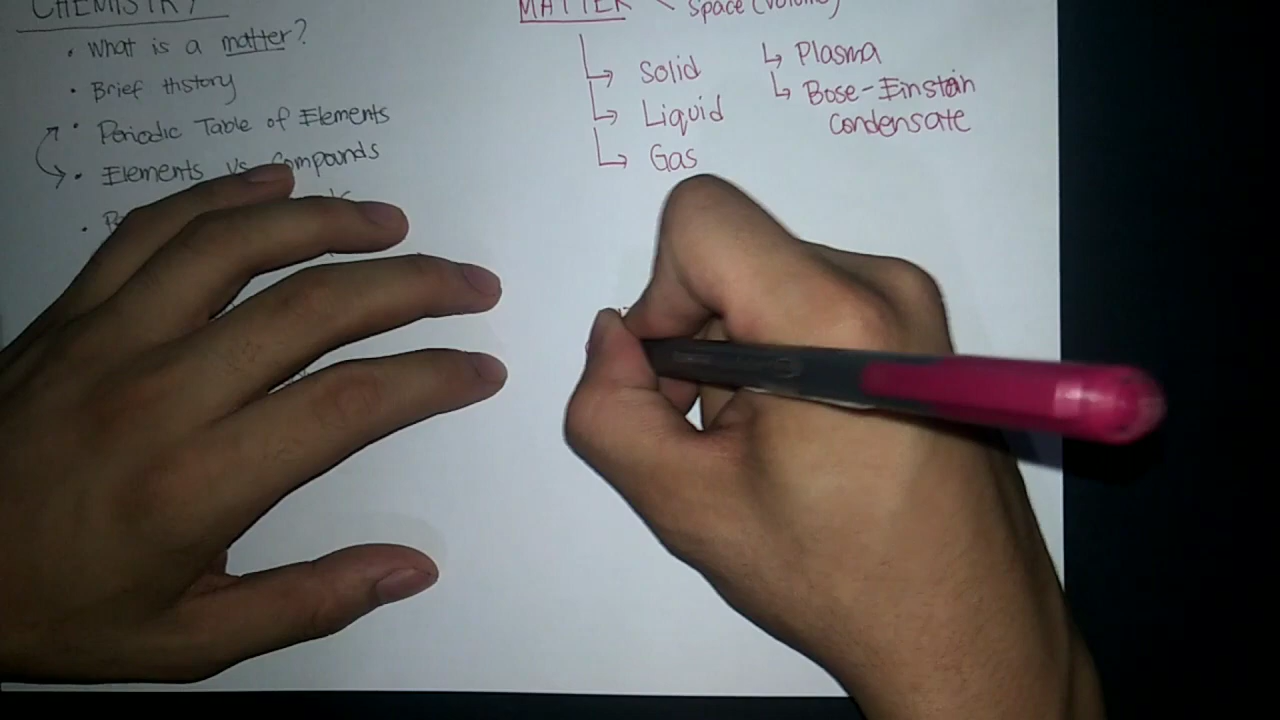 CHEMISTRY
• What is a matter?
• Brief History
• Periodic Table of Elements
• Elements vs Compounds
MATTER
Space (Volume)
Solid
Liquid
Gas
Plasma
Bose-Einstein
Condensate